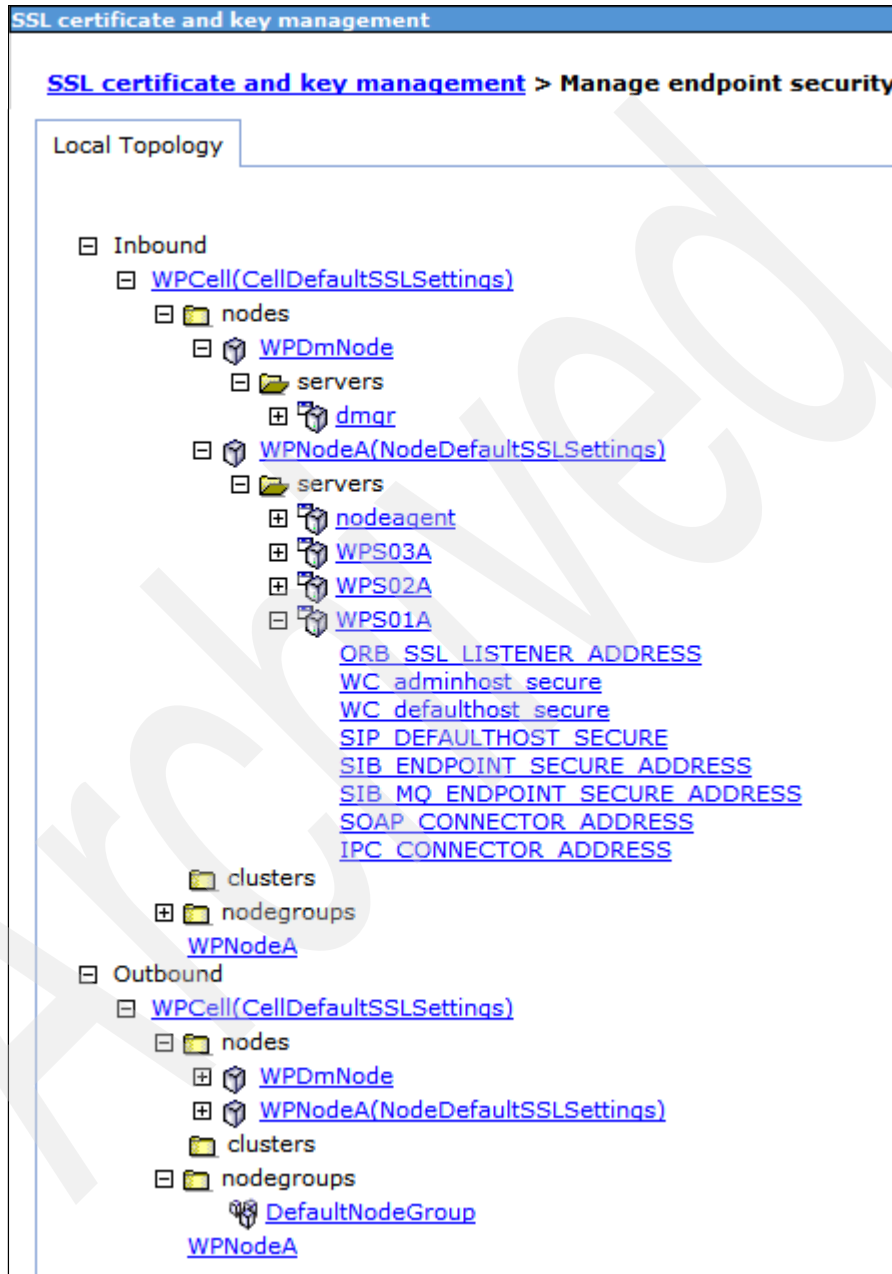 SSL certificate and key management
SSL certificate and key management > Manage endpoint security
Local Topology
Inbound
WPCell(CellDefaultSSLSettings)
nodes
WPDmNode
servers
dmgr
WPNodeA(NodeDefaultSSLSettings)
servers
nodeagent
WPS03A
WPS02A
WPS01A
ORB_SSL_LISTENER_ADDRESS
WC_adminhost_secure
WC_defaulthost_secure
SIP_DEFAULTHOST_SECURE
SIB_ENDPOINT_SECURE_ADDRESS
SIB_MQ_ENDPOINT_SECURE_ADDRESS
SOAP_CONNECTOR_ADDRESS
IPC_CONNECTOR_ADDRESS
clusters
nodegroups
WPNodeA
Outbound
WPCell(CellDefaultSSLSettings)
nodes
WPDmNode
WPNodeA(NodeDefaultSSLSettings)
clusters
nodegroups
DefaultNodeGroup
WPNodeA
Archived